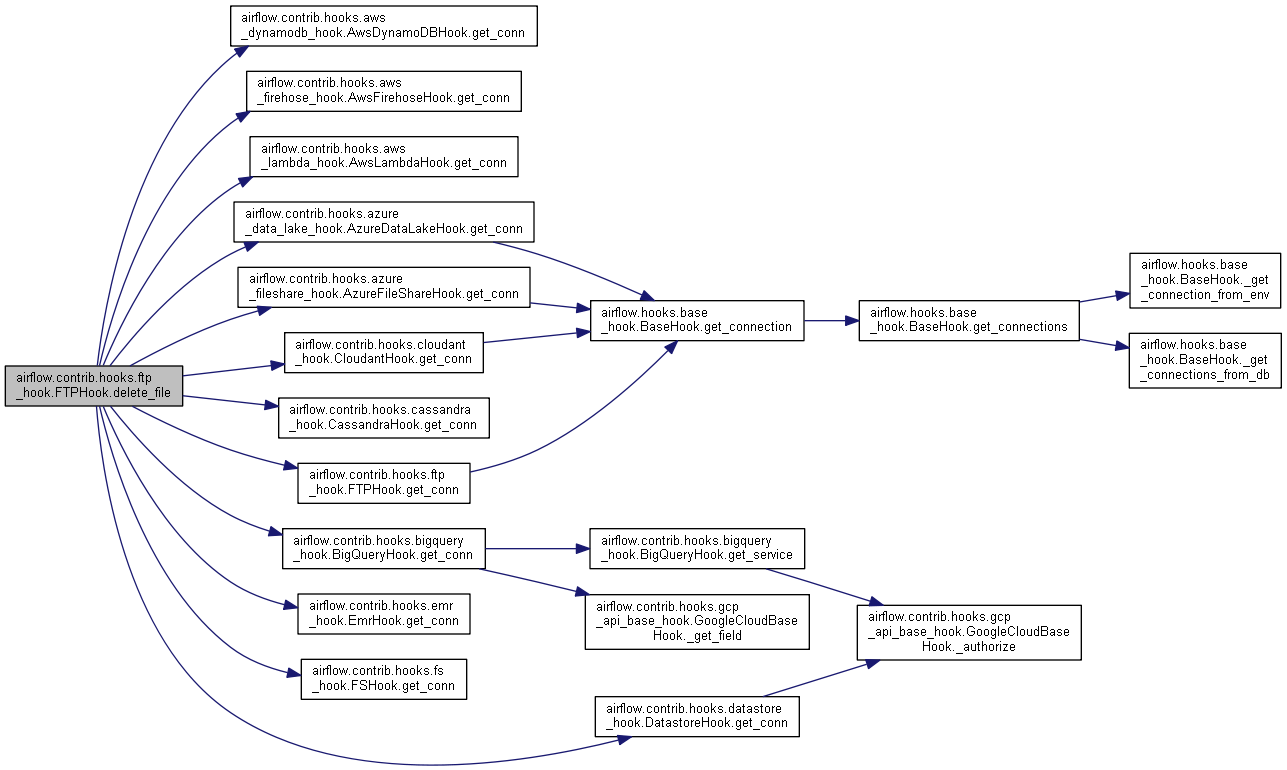 airflow.contrib.hooks.aws
_dynamodb_hook.AwsDynamoDBHook.get_conn
airflow.contrib.hooks.aws
_firehose_hook.AwsFirehoseHook.get_conn
airflow.contrib.hooks.aws
_lambda_hook.AwsLambdaHook.get_conn
airflow.contrib.hooks.azure
_data_lake_hook.AzureDataLakeHook.get_conn
airflow.contrib.hooks.azure
_fileshare_hook.AzureFileShareHook.get_conn
airflow.contrib.hooks.cloudant
_hook.CloudantHook.get_conn
airflow.contrib.hooks.ftp
_hook.FTPHook.delete_file
airflow.contrib.hooks.cassandra
_hook.CassandraHook.get_conn
airflow.contrib.hooks.ftp
_hook.FTPHook.get_conn
airflow.contrib.hooks.bigquery
_hook.BigQueryHook.get_conn
airflow.contrib.hooks.emr
_hook.EmrHook.get_conn
airflow.contrib.hooks.fs
_hook.FSHook.get_conn
airflow.hooks.base
_hook.BaseHook.get_connection
airflow.contrib.hooks.bigquery
_hook.BigQueryHook.get_service
airflow.contrib.hooks.gcp
_api_base_hook.GoogleCloudBase
Hook._get_field
airflow.contrib.hooks.datastore
_hook.DatastoreHook.get_conn
airflow.hooks.base
_hook.BaseHook.get_connections
airflow.contrib.hooks.gcp
_api_base_hook.GoogleCloudBase
Hook._authorize
airflow.hooks.base
_hook.BaseHook._get
_connection_from_env
airflow.hooks.base
_hook.BaseHook._get
_connections_from_db